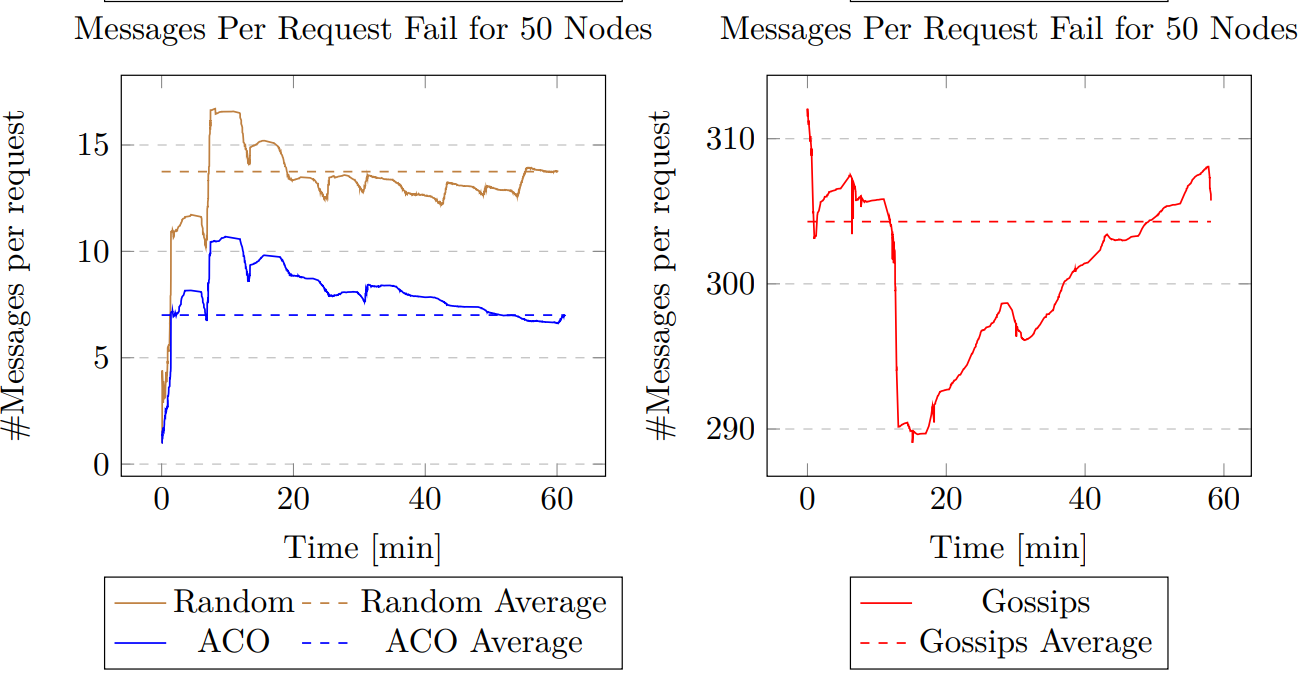 Messages Per Request Fail for 50 Nodes
#Messages per request
15
10
5
0
0 20 40 60
Time [min]
Random Random Average
ACO ACO Average
Messages Per Request Fail for 50 Nodes
#Messages per request
310
300
290
0 20 40 60
Time [min]
Gossips
Gossips Average